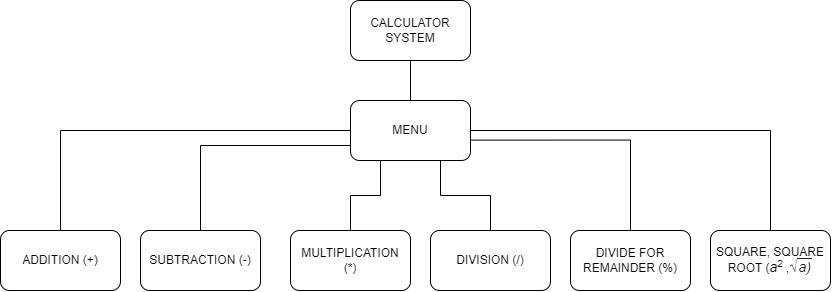 CALCULATOR
SYSTEM
MENU
ADDITION (+)
SUBTRACTION (-)
MULTIPLICATION
(*)
DIVISION (/)
DIVIDE FOR
REMAINDER (%)
SQUARE, SQUARE
ROOT (a² ,√a)